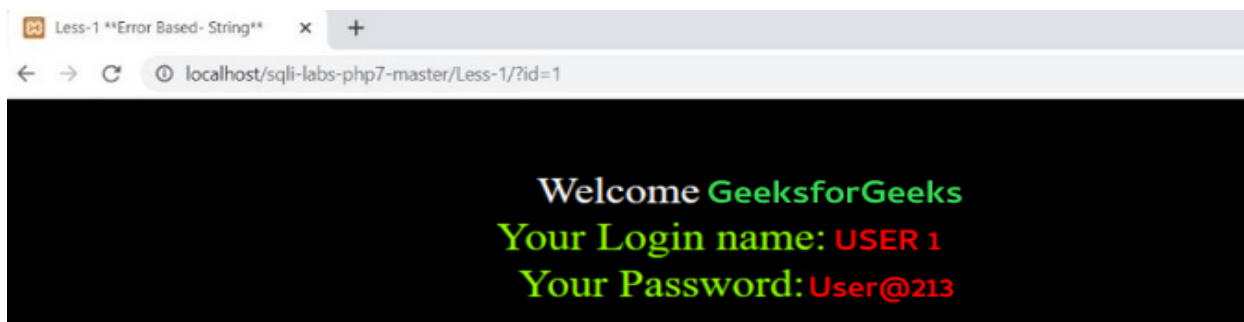 Less-1 **Error Based- String**
localhost/sqli-labs-php7-master/Less-1/?id=1
Welcome GeeksforGeeks
Your Login name: USER 1
Your Password: User@213